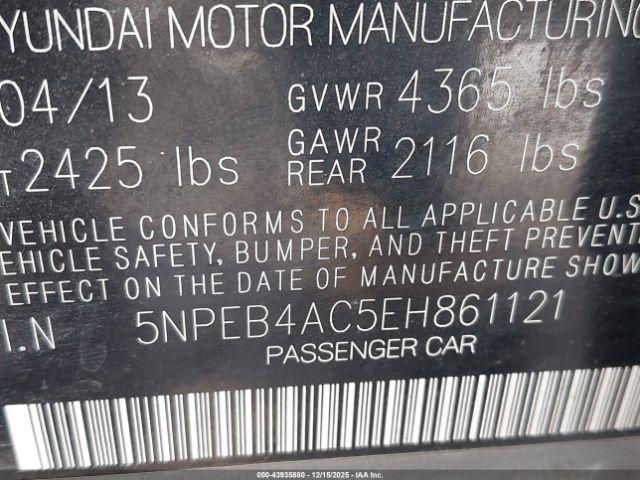 YUNDAI MOTOR MANUFACTURING
04/13 GVWR 4365 lbs
T 2425 lbs GAWR REAR 2116 lbs
VEHICLE CONFORMS TO ALL APPLICABLE U.S
EHICLE SAFETY, BUMPER, AND THEFT PREVENT
EFFECT ON THE DATE OF MANUFACTURE SHOW
I.N 5NPEB4AC5EH861121
PASSENGER CAR
000-43935880 - 12/15/2025 - IAA Inc.